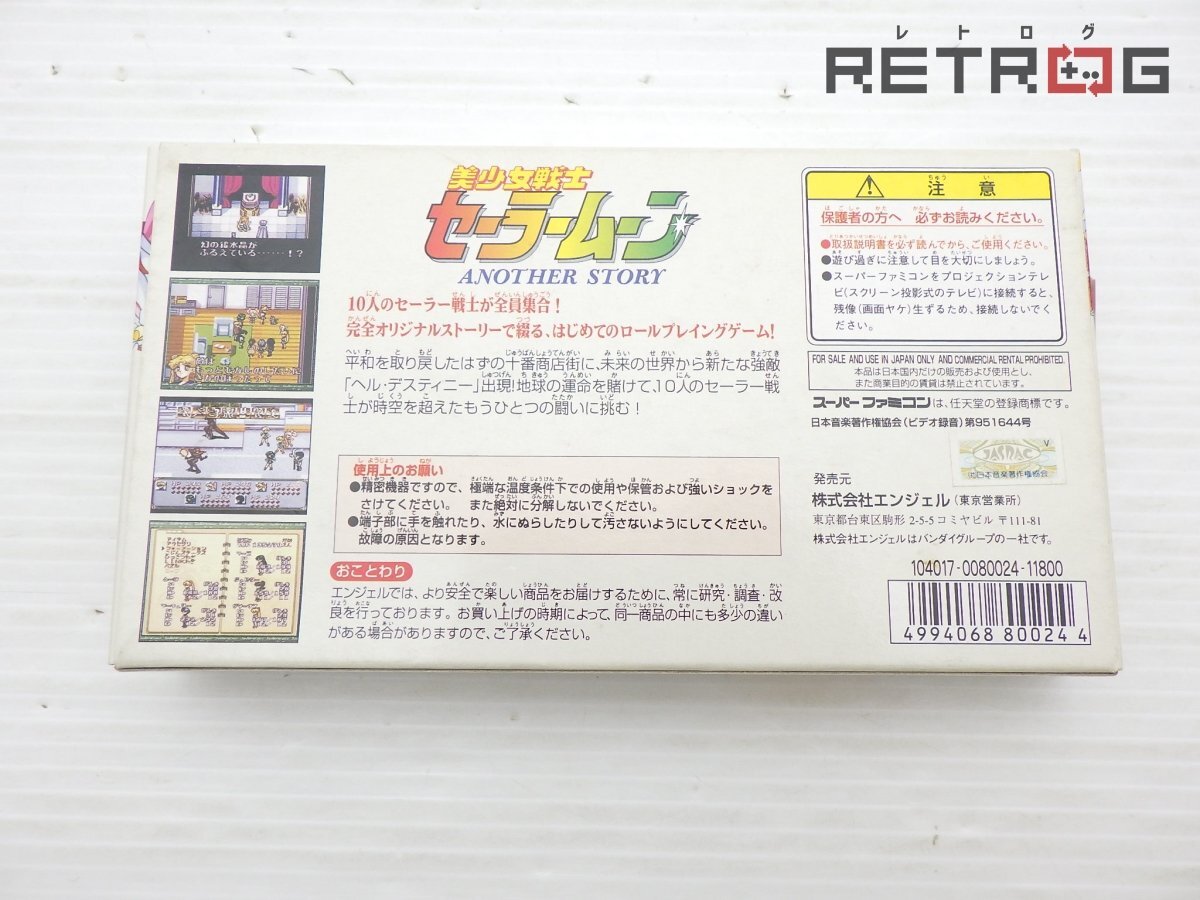 レトログ
RETROG
美少女戦士
セーラームーン
ANOTHER STORY
10人のセーラー戦士が全員集合!
完全オリジナルストーリーで綴る、はじめてのロールプレイングゲーム!
平和を取り戻したはずの十番商店街に、未来の世界から新たな強敵
「ヘル・デスティニー」出現!地球の運命を賭けて、10人のセーラー戦
士が時空を超えたもうひとつの闘いに挑む!
幻の銀水晶が
ふるえている……!?
使用上のお願い
●精密機器ですので、極端な温度条件下での使用や保管および強いショックを
さけてください。また絶対に分解しないでください。
●端子部に手を触れたり、水にぬらしたりして汚さないようにしてください。
故障の原因となります。
おことわり
エンジェルでは、より安全で楽しい商品をお届けするために、常に研究・調査・改
良を行っております。お買い上げの時期によって、同一商品の中にも多少の違い
がある場合がありますので、ご了承ください。
注意
保護者の方へ 必ずお読みください。
●取扱説明書を必ず読んでから、ご使用ください。
●遊び過ぎに注意して目を大切にしましょう。
●スーパーファミコンをプロジェクションテレ
ビ(スクリーン投影式のテレビ)に接続すると、
残像(画面ヤケ)生ずるため、接続しないでく
ださい。
FOR SALE AND USE IN JAPAN ONLY AND COMMERCIAL RENTAL PROHIBITED.
本品は日本国内だけの販売および使用とし、
また商業目的の賃貸は禁止されています。
スーパーファミコンは、任天堂の登録商標です。
日本音楽著作権協会(ビデオ録音)第951644号
V
JASRAC
日本音楽著作権協会
発売元
株式会社エンジェル(東京営業所)
東京都台東区駒形 2-5-5 コミヤビル 〒111-81
株式会社エンジェルはバンダイグループの一社です。
104017-0080024-11800
4994068 80024 4